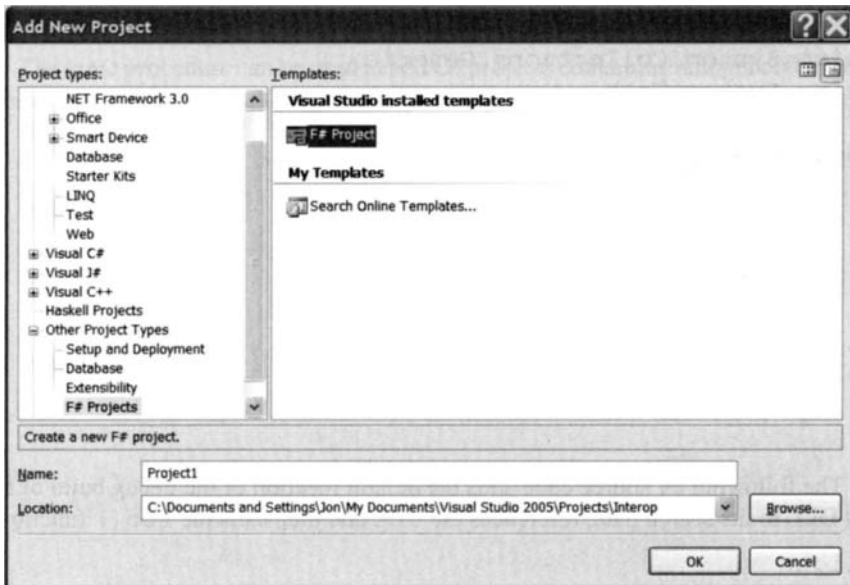 Add New Project
Project types:
NET Framework 3.0
Office
Smart Device
Database
Starter Kits
LINQ
Test
Web
Visual C#
Visual J#
Visual C++
Haskell Projects
Other Project Types
Setup and Deployment
Database
Extensibility
F# Projects
Templates:
Visual Studio installed templates
F# Project
My Templates
Search Online Templates...
Create a new F# project.
Name:
Project1
Location:
C:\Documents and Settings\Jon\My Documents\Visual Studio 2005\Projects\Interop
Browse...
OK
Cancel